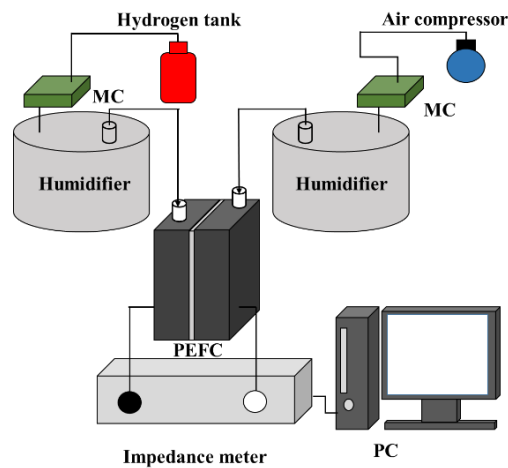 Hydrogen tank
Air compressor
MC
MC
Humidifier
Humidifier
PEFC
Impedance meter
PC